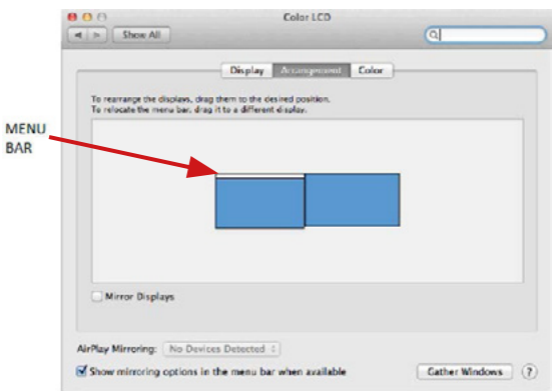 Color LCD
Show All
Display Arrangement Color
To rearrange the displays, drag them to the desired position.
To relocate the menu bar, drag it to a different display.
MENU
BAR
Mirror Displays
AirPlay Mirroring: No Devices Detected
Show mirroring options in the menu bar when available
Gather Windows ?